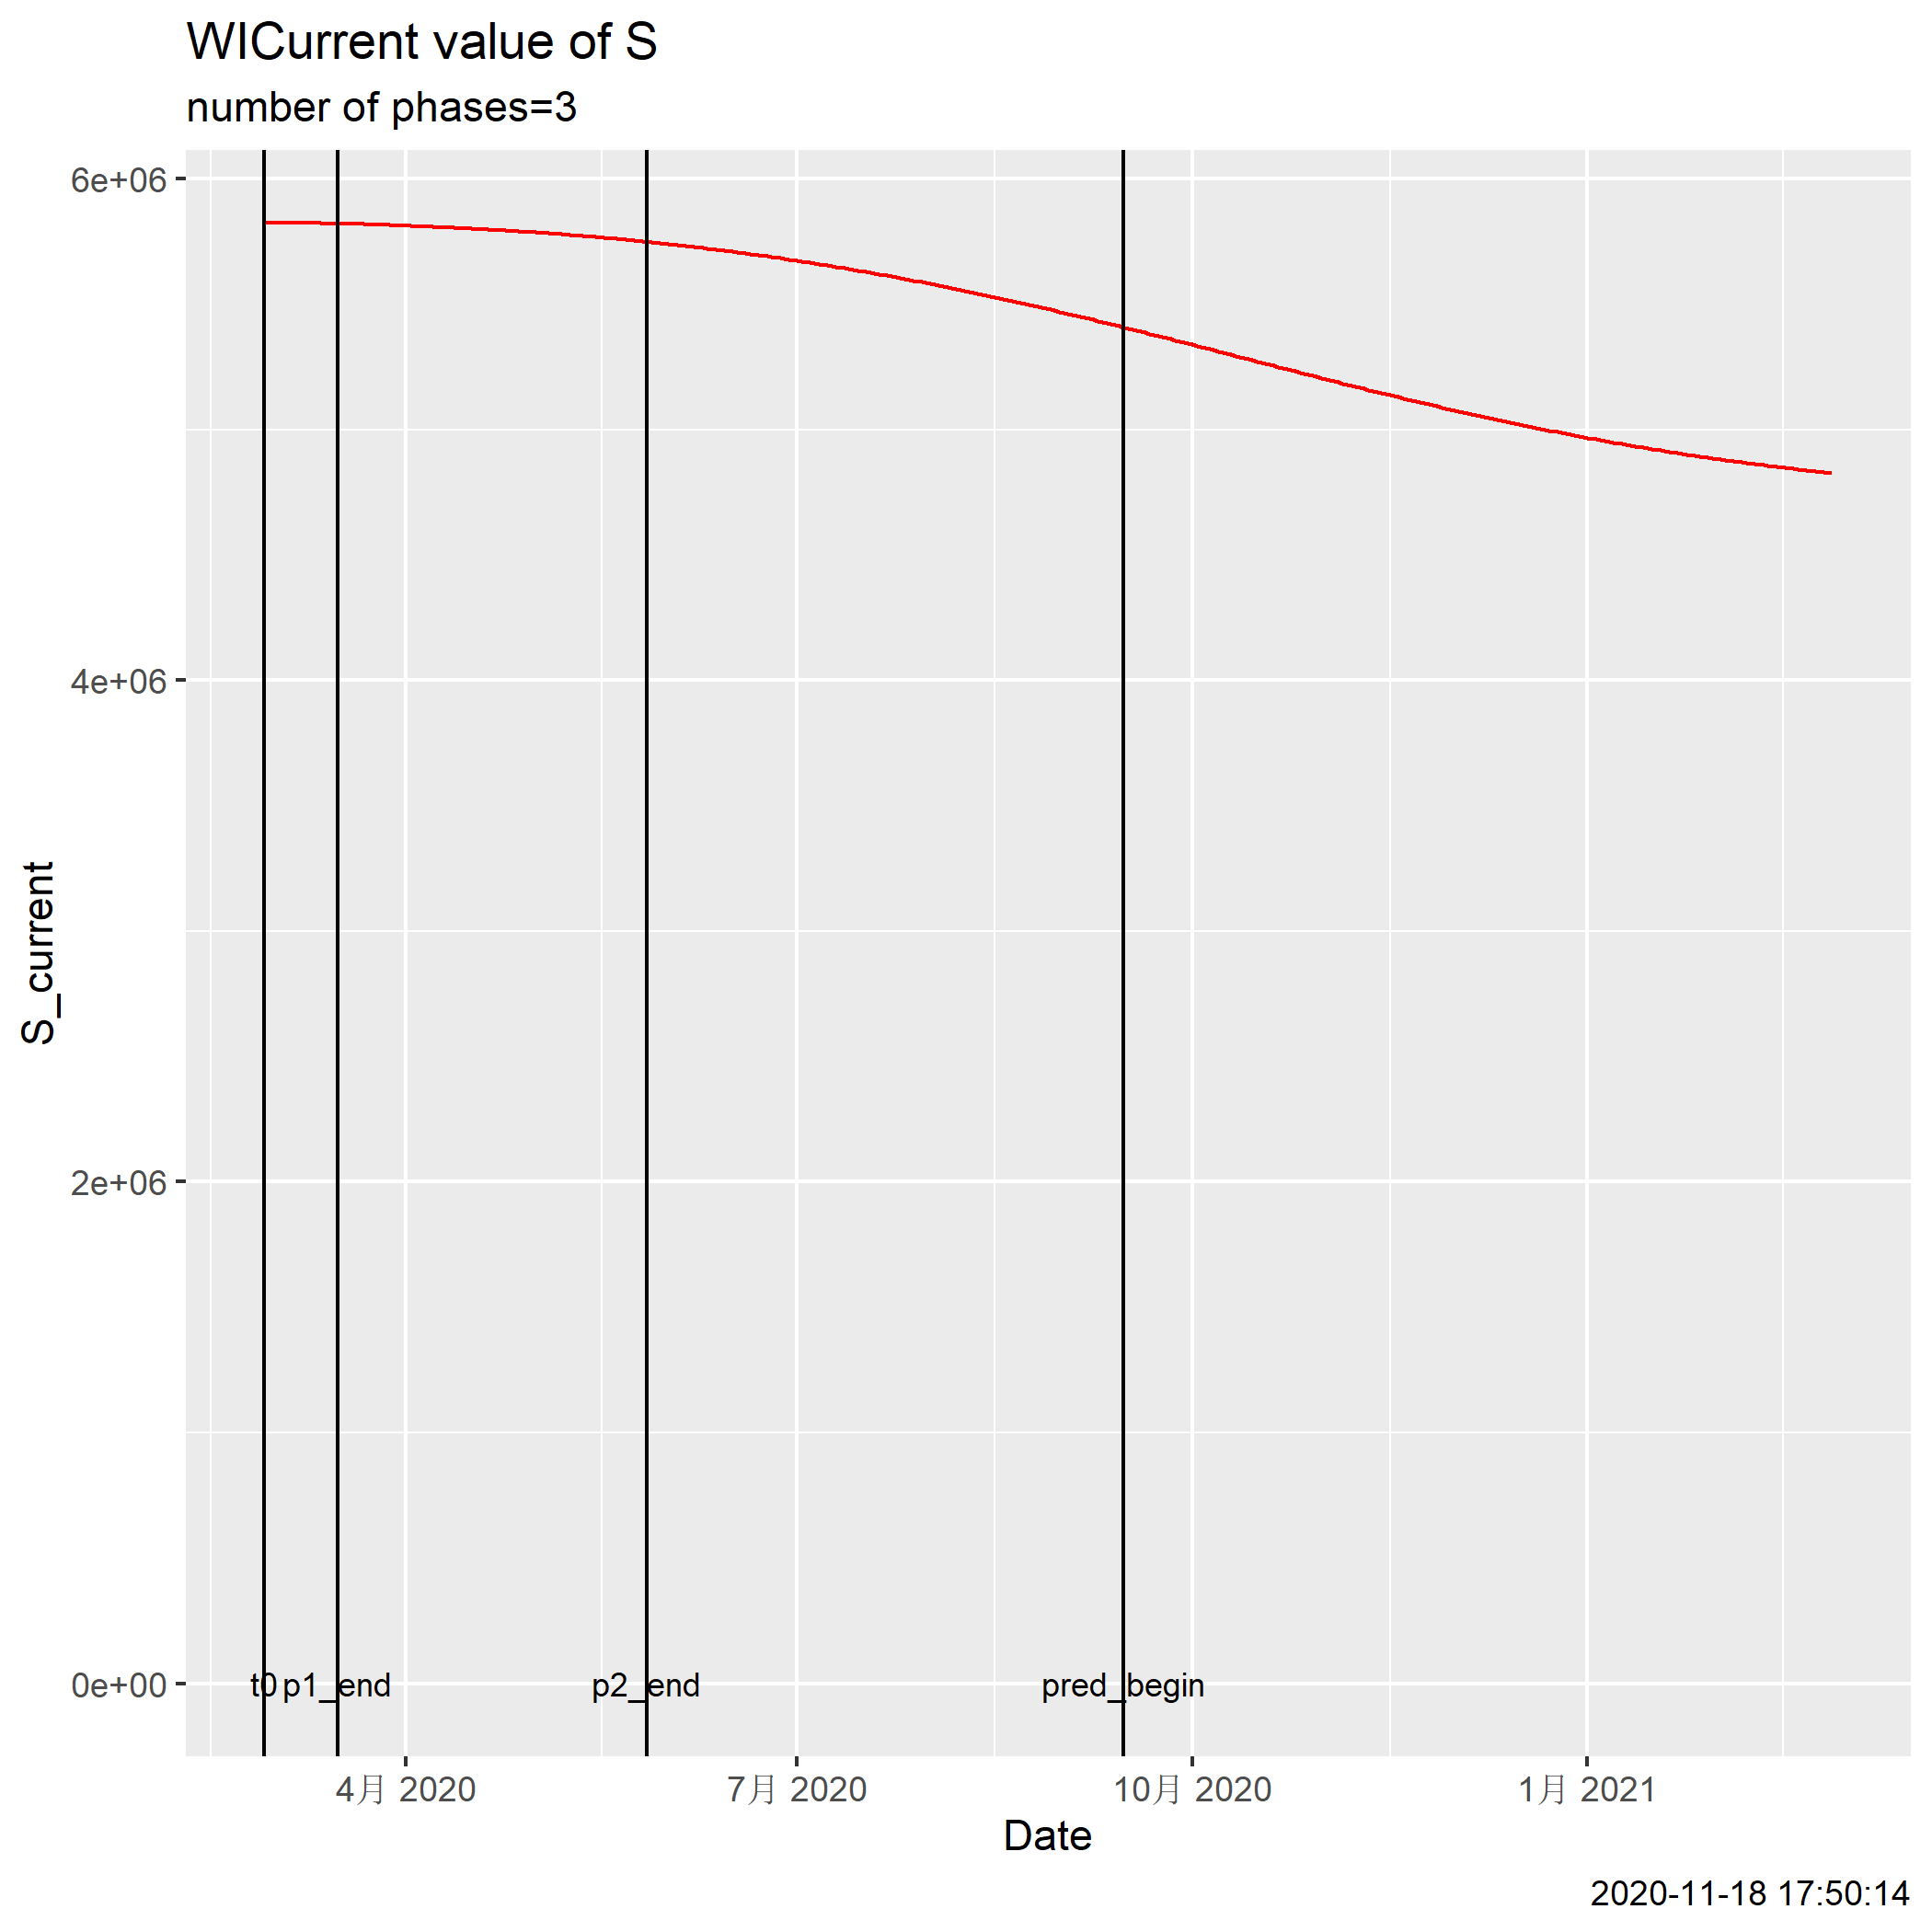 WICurrent value of S
number of phases=3
6e+06
4e+06
2e+06
0e+00
S_current
t0 p1_end p2_end pred_begin
4月 2020 7月 2020 10月 2020 1月 2021
Date
2020-11-18 17:50:14